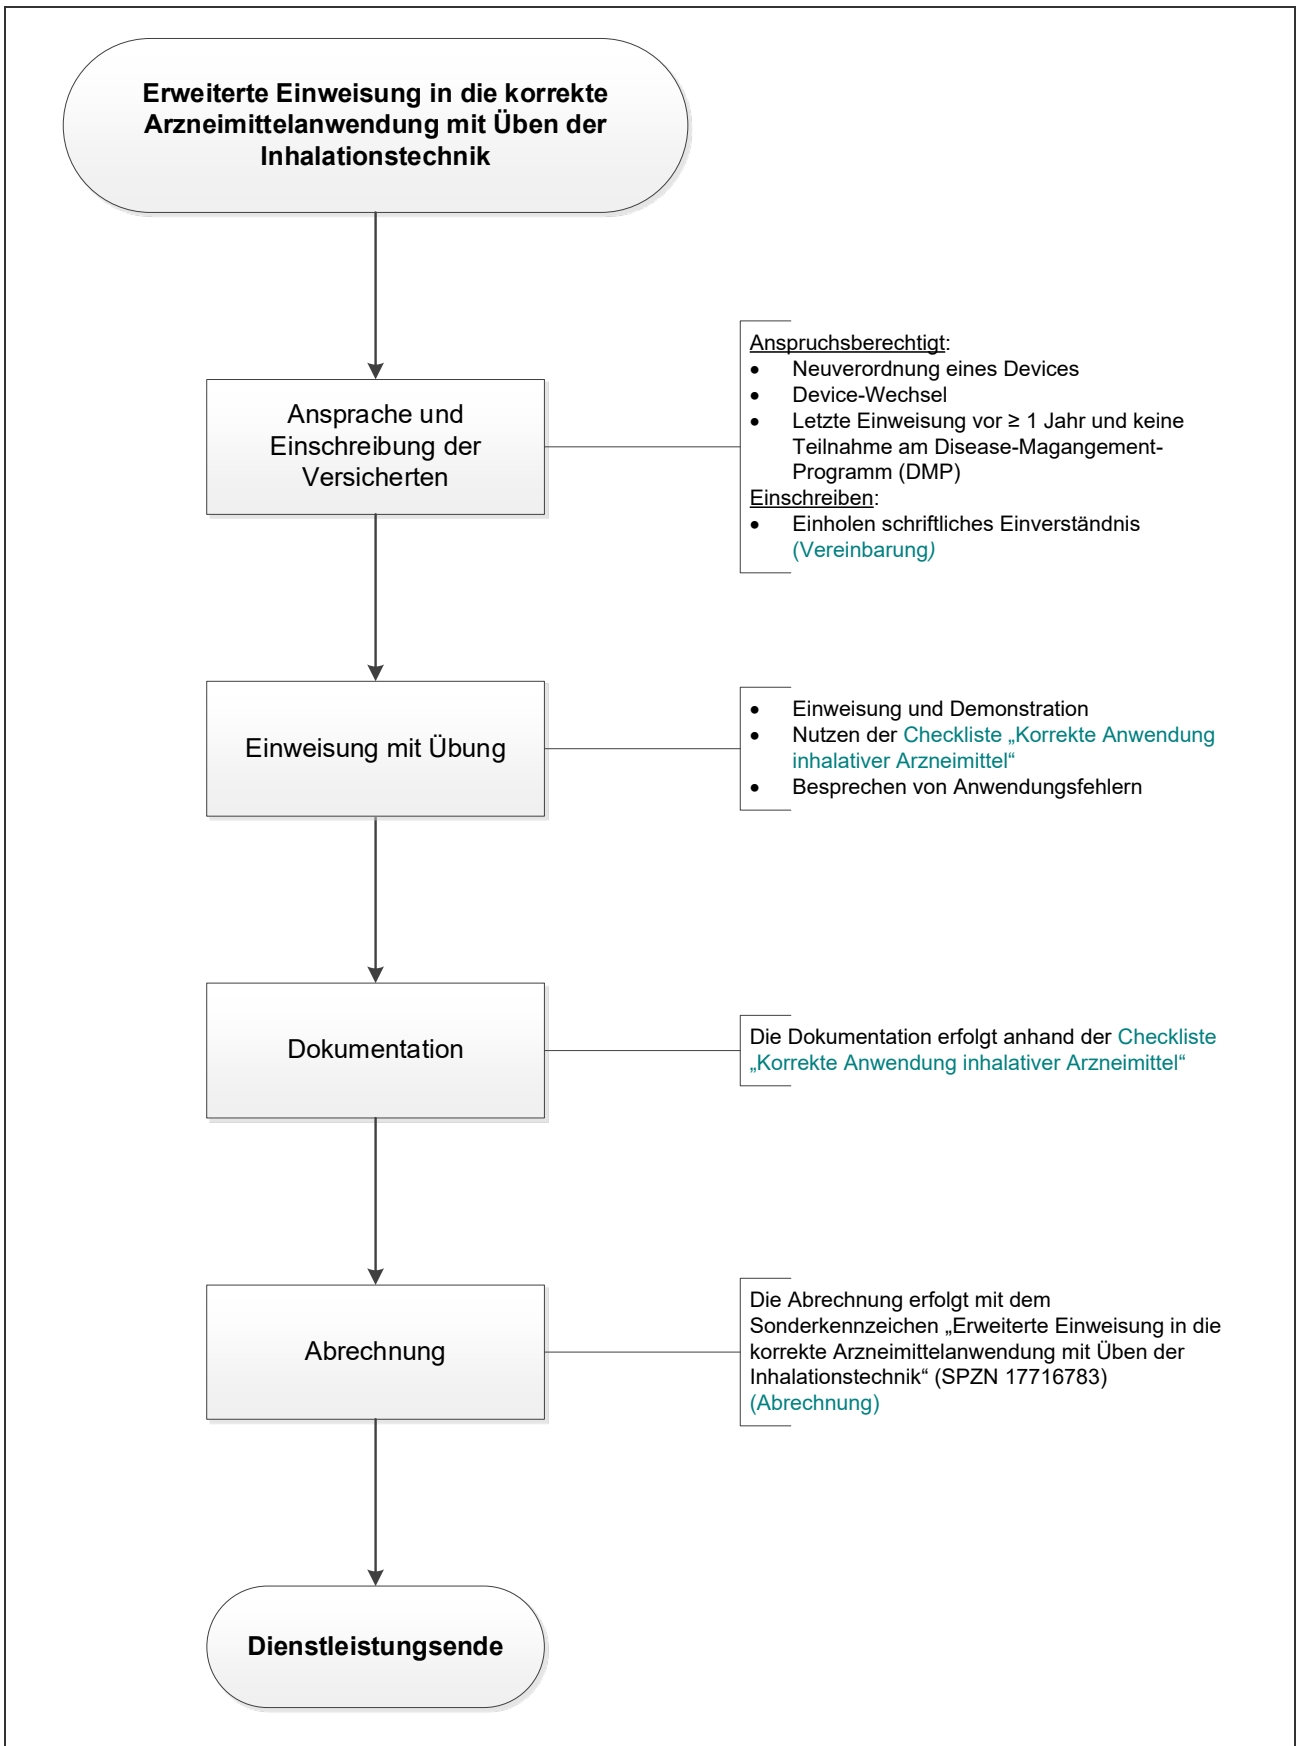 Erweiterte Einweisung in die korrekte
Arzneimittelanwendung mit Üben der
Inhalationstechnik
Ansprache und
Einschreibung der
Versicherten
Anspruchsberechtigt:
• Neuverordnung eines Devices
• Device-Wechsel
• Letzte Einweisung vor ≥ 1 Jahr und keine
Teilnahme am Disease-Magangement-
Programm (DMP)
Einschreiben:
• Einholen schriftliches Einverständnis
(Vereinbarung)
Einweisung mit Übung
• Einweisung und Demonstration
• Nutzen der Checkliste „Korrekte Anwendung
inhalativer Arzneimittel“
• Besprechen von Anwendungsfehlern
Dokumentation
Die Dokumentation erfolgt anhand der Checkliste
„Korrekte Anwendung inhalativer Arzneimittel“
Abrechnung
Die Abrechnung erfolgt mit dem
Sonderkennzeichen „Erweiterte Einweisung in die
korrekte Arzneimittelanwendung mit Üben der
Inhalationstechnik“ (SPZN 17716783)
(Abrechnung)
Dienstleistungsende